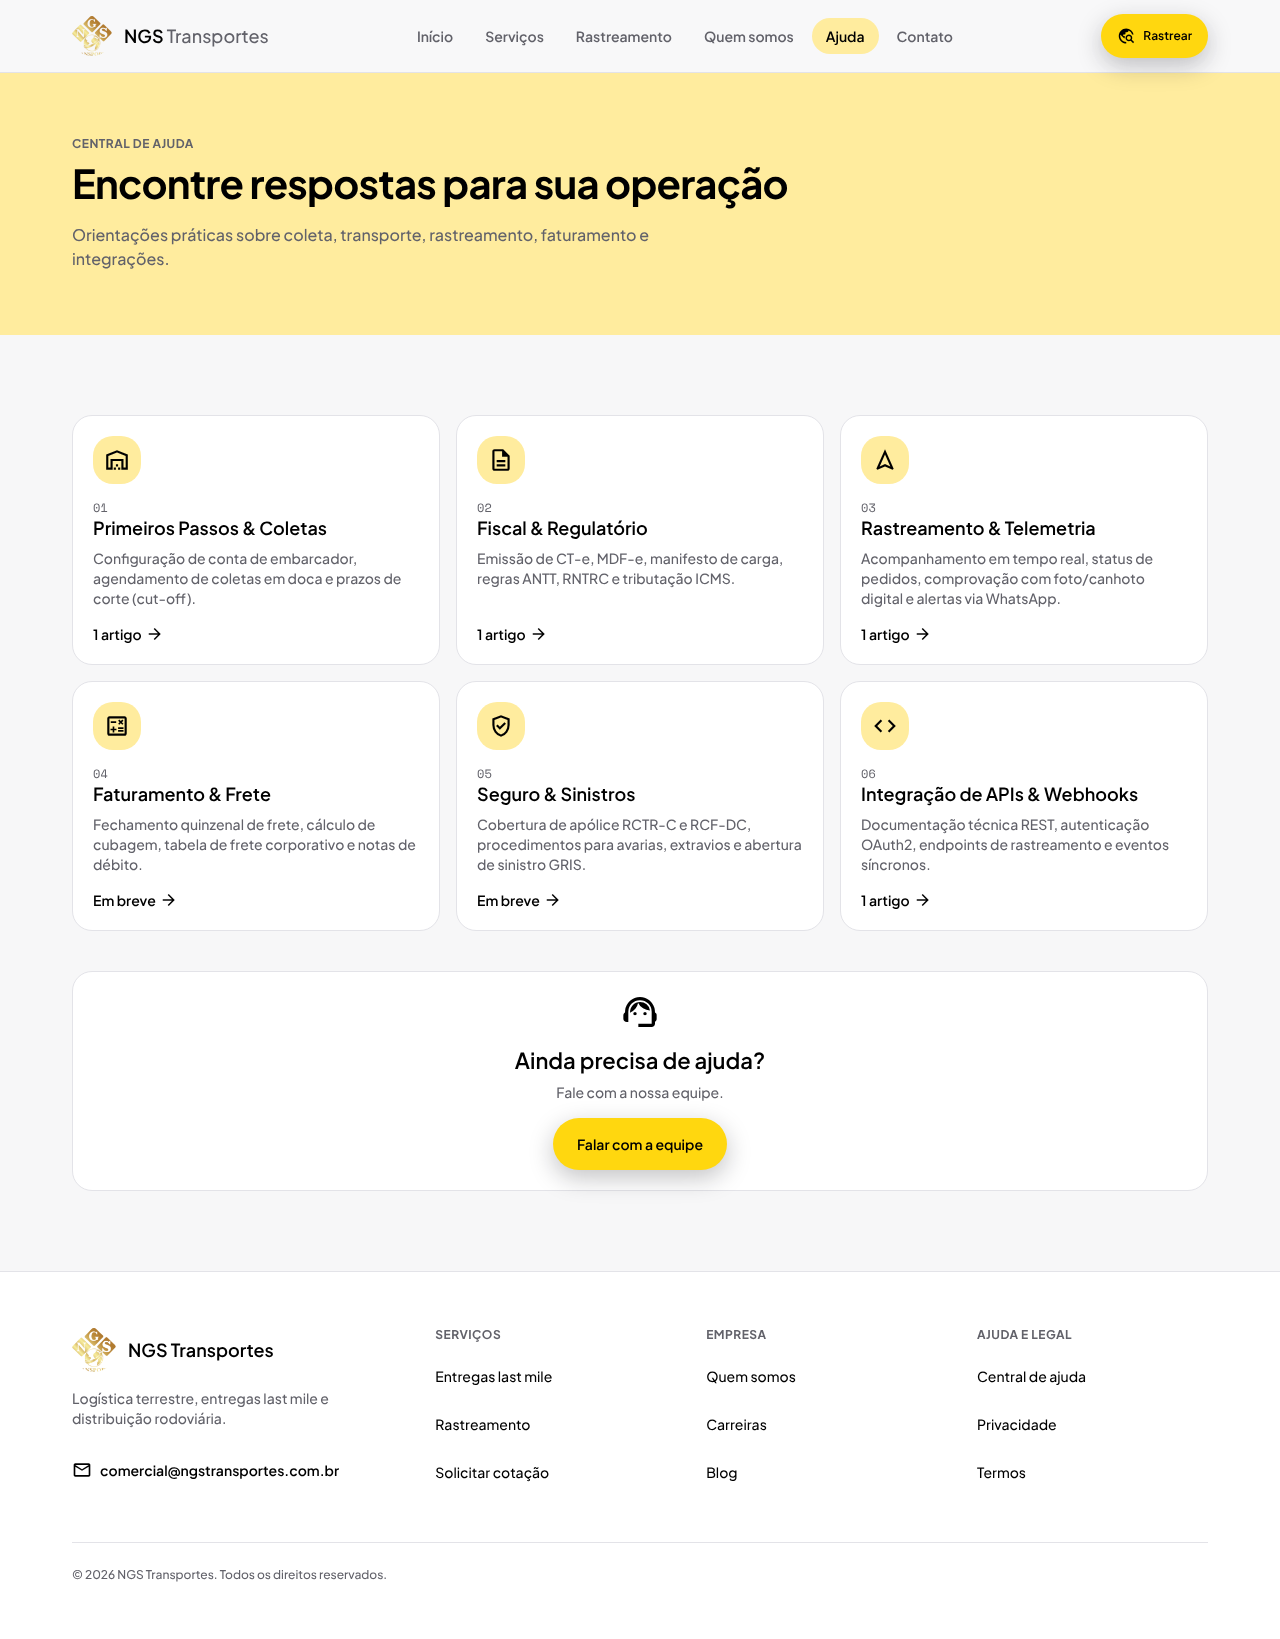 NGS Transportes
Início
Serviços
Rastreamento
Quem somos
Ajuda
Contato
Rastrear
CENTRAL DE AJUDA
Encontre respostas para sua operação
Orientações práticas sobre coleta, transporte, rastreamento, faturamento e
integrações.
01
Primeiros Passos & Coletas
Configuração de conta de embarcador,
agendamento de coletas em doca e prazos de
corte (cut-off).
1 artigo
02
Fiscal & Regulatório
Emissão de CT-e, MDF-e, manifesto de carga,
regras ANTT, RNTRC e tributação ICMS.
1 artigo
03
Rastreamento & Telemetria
Acompanhamento em tempo real, status de
pedidos, comprovação com foto/canhoto
digital e alertas via WhatsApp.
1 artigo
04
Faturamento & Frete
Fechamento quinzenal de frete, cálculo de
cubagem, tabela de frete corporativo e notas de
débito.
Em breve
05
Seguro & Sinistros
Cobertura de apólice RCTR-C e RCF-DC,
procedimentos para avarias, extravios e abertura
de sinistro GRIS.
Em breve
06
Integração de APIs & Webhooks
Documentação técnica REST, autenticação
OAuth2, endpoints de rastreamento e eventos
síncronos.
1 artigo
Ainda precisa de ajuda?
Fale com a nossa equipe.
Falar com a equipe
NGS Transportes
Logística terrestre, entregas last mile e
distribuição rodoviária.
comercial@ngstransportes.com.br
SERVIÇOS
Entregas last mile
Rastreamento
Solicitar cotação
EMPRESA
Quem somos
Carreiras
Blog
AJUDA E LEGAL
Central de ajuda
Privacidade
Termos
© 2026 NGS Transportes. Todos os direitos reservados.